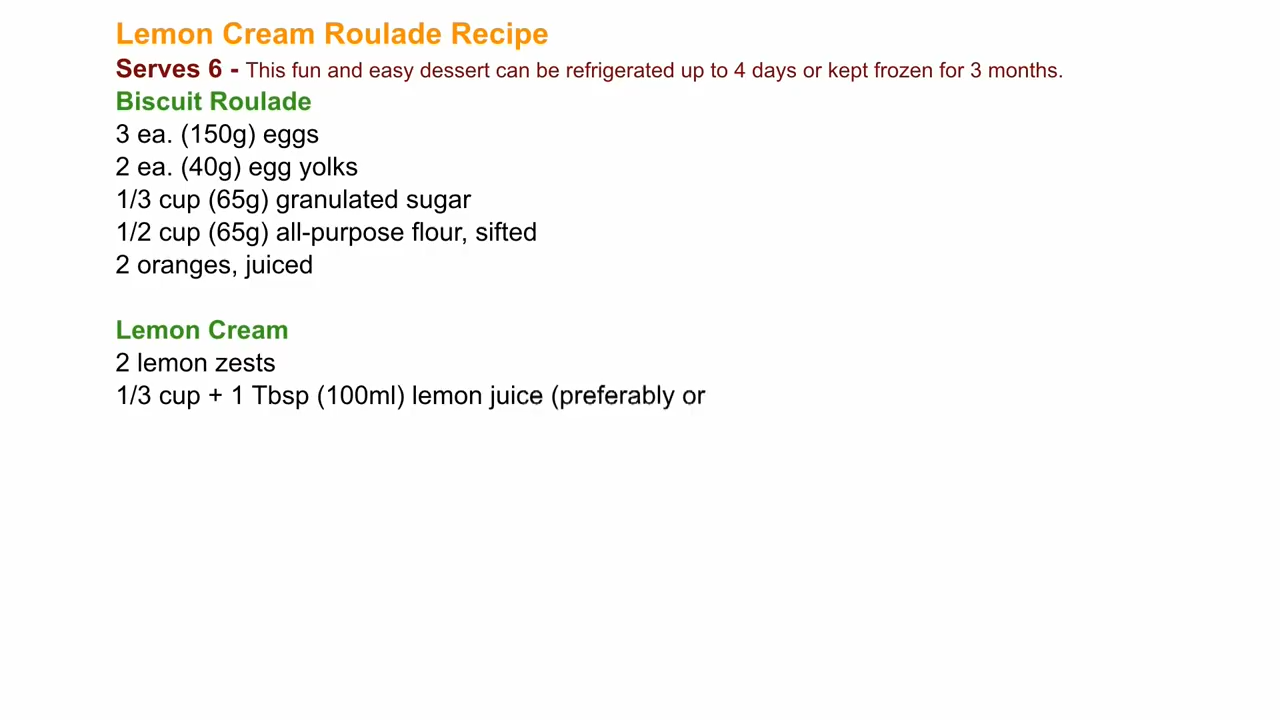 Lemon Cream Roulade Recipe
Serves 6 - This fun and easy dessert can be refrigerated up to 4 days or kept frozen for 3 months.
Biscuit Roulade
3 ea. (150g) eggs
2 ea. (40g) egg yolks
1/3 cup (65g) granulated sugar
1/2 cup (65g) all-purpose flour, sifted
2 oranges, juiced
Lemon Cream
2 lemon zests
1/3 cup + 1 Tbsp (100ml) lemon juice (preferably or